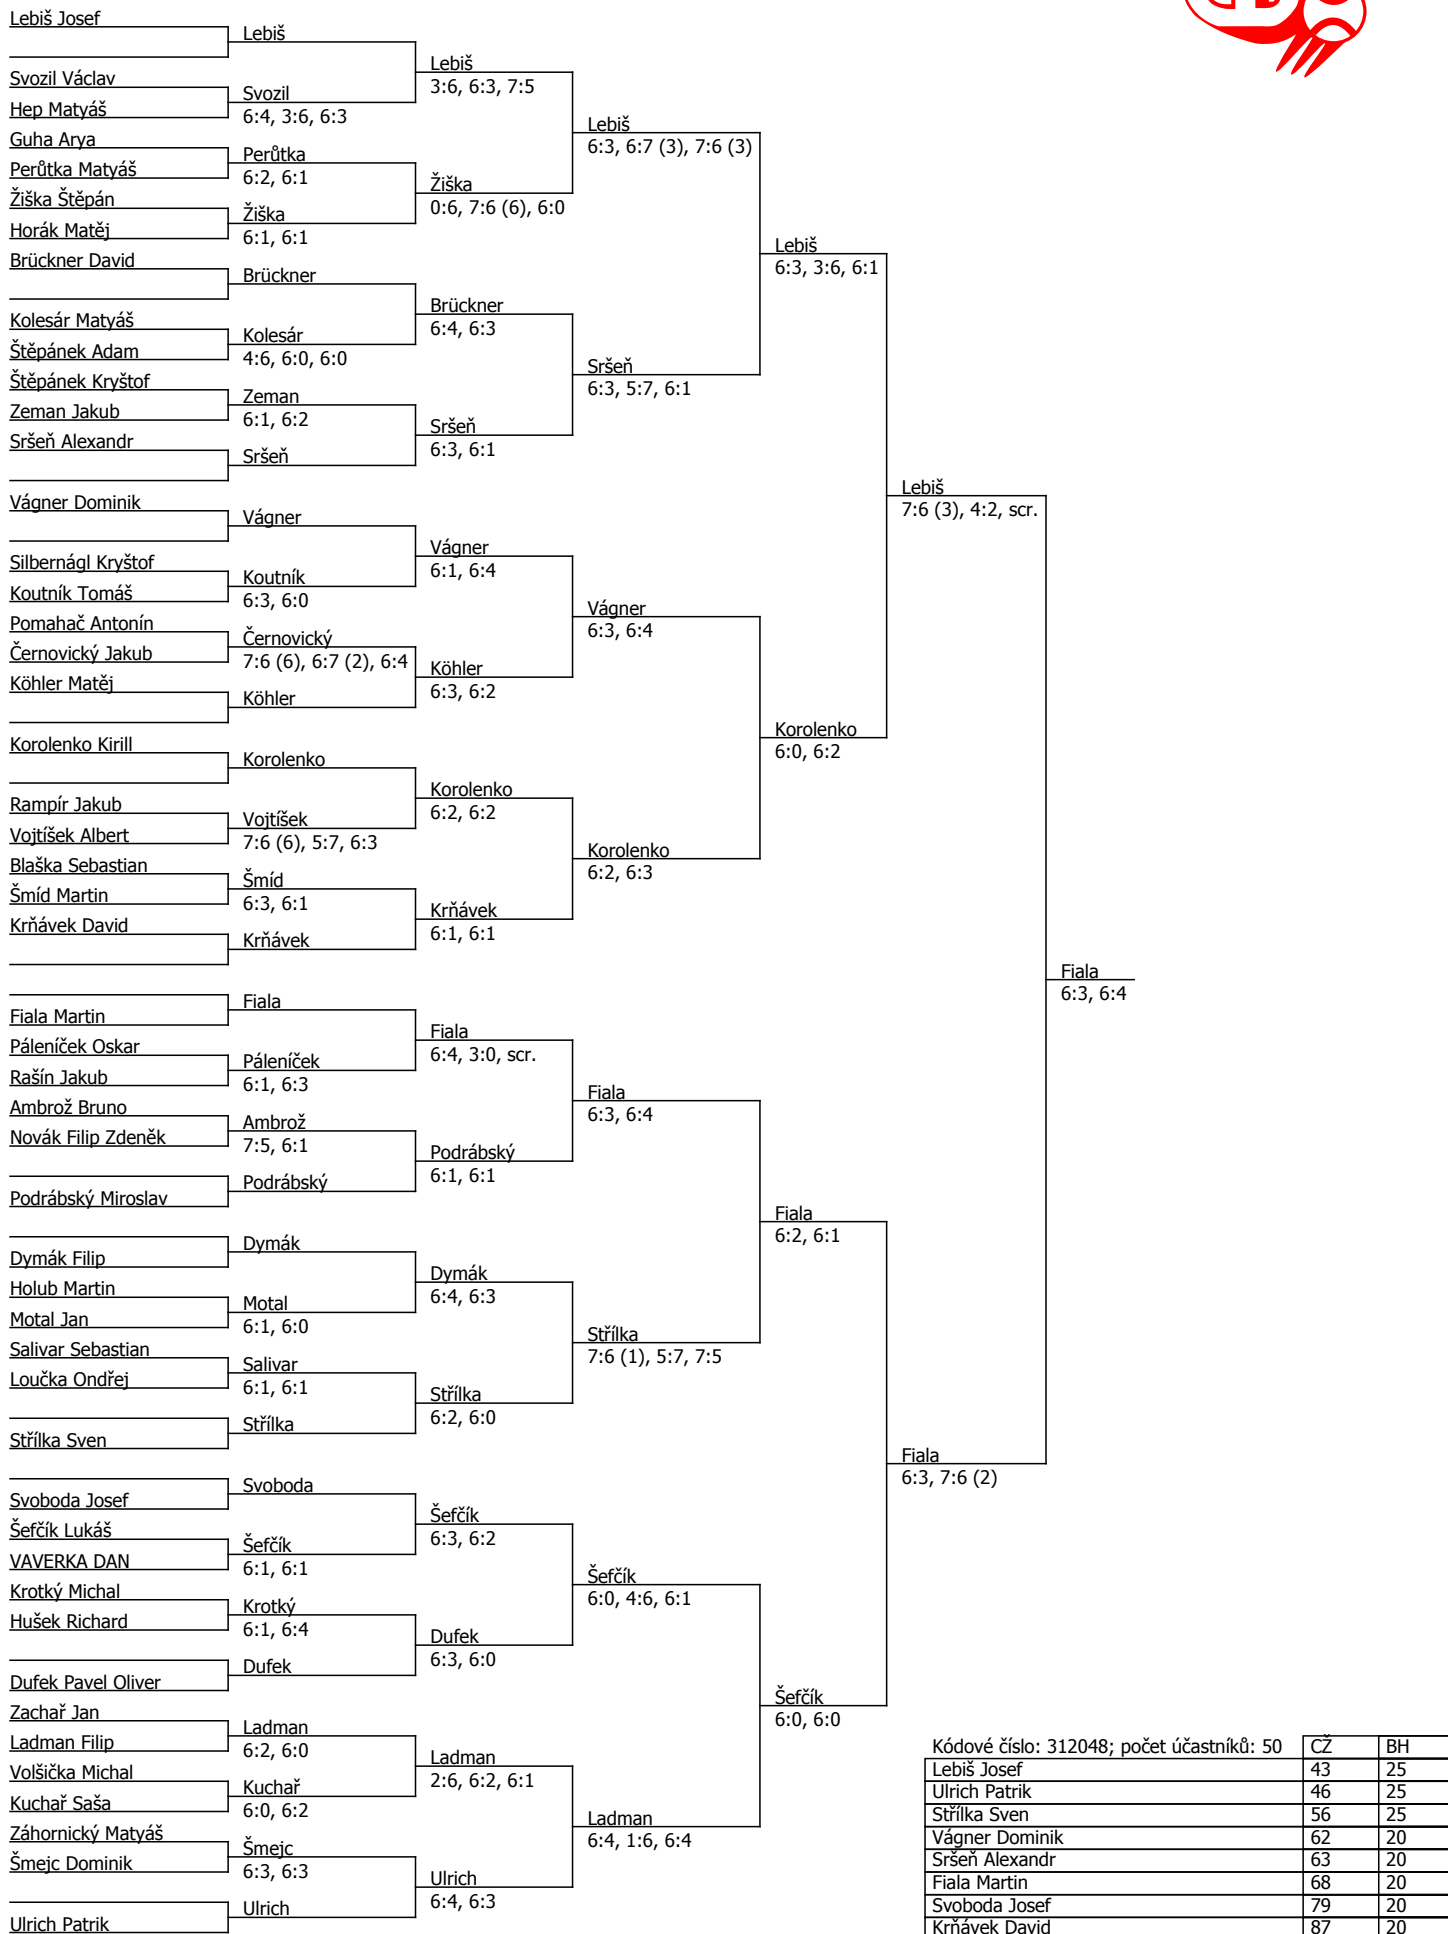 Lebiš Josef
Svozil Václav
Hep Matyáš
Guha Arya
Perůtka Matyáš
Žiška Štěpán
Horák Matěj
Brückner David
Kolesár Matyáš
Štěpánek Adam
Štěpánek Kryštof
Zeman Jakub
Sršeň Alexandr
Vágner Dominik
Silbernágl Kryštof
Koutník Tomáš
Pomahač Antonín
Černovický Jakub
Köhler Matěj
Korolenko Kirill
Rampír Jakub
Vojtíšek Albert
Blaška Sebastian
Šmíd Martin
Krňávek David
Fiala Martin
Páleníček Oskar
Rašín Jakub
Ambrož Bruno
Novák Filip Zdeněk
Podrábský Miroslav
Dymák Filip
Holub Martin
Motal Jan
Salivar Sebastian
Loučka Ondřej
Střílka Sven
Svoboda Josef
Šefčík Lukáš
VAVERKA DAN
Krotký Michal
Hušek Richard
Dufek Pavel Oliver
Zachař Jan
Ladman Filip
Volšička Michal
Kuchař Saša
Záhornický Matyáš
Šmejc Dominik
Ulrich Patrik
Lebiš
Svozil
6:4, 3:6, 6:3
Perůtka
6:2, 6:1
Žiška
6:1, 6:1
Brückner
Kolesár
4:6, 6:0, 6:0
Zeman
6:1, 6:2
Sršeň
Vágner
Koutník
6:3, 6:0
Černovický
7:6 (6), 6:7 (2), 6:4
Köhler
Korolenko
Vojtíšek
7:6 (6), 5:7, 6:3
Šmíd
6:3, 6:1
Krňávek
Fiala
Páleníček
6:1, 6:3
Ambrož
7:5, 6:1
Podrábský
Dymák
Motal
6:1, 6:0
Salivar
6:1, 6:1
Střílka
Svoboda
Šefčík
6:1, 6:1
Krotký
6:1, 6:4
Dufek
Ladman
6:2, 6:0
Kuchař
6:0, 6:2
Šmejc
6:3, 6:3
Ulrich
Lebiš
3:6, 6:3, 7:5
Žiška
0:6, 7:6 (6), 6:0
Brückner
6:4, 6:3
Sršeň
6:3, 6:1
Vágner
6:1, 6:4
Köhler
6:3, 6:2
Korolenko
6:2, 6:2
Krňávek
6:1, 6:1
Fiala
6:4, 3:0, scr.
Podrábský
6:1, 6:1
Dymák
6:4, 6:3
Střílka
6:2, 6:0
Šefčík
6:3, 6:2
Dufek
6:3, 6:0
Ladman
2:6, 6:2, 6:1
Ulrich
6:4, 6:3
Lebiš
6:3, 6:7 (3), 7:6 (3)
Sršeň
6:3, 5:7, 6:1
Vágner
6:3, 6:4
Korolenko
6:2, 6:3
Fiala
6:3, 6:4
Střílka
7:6 (1), 5:7, 7:5
Šefčík
6:0, 4:6, 6:1
Ladman
6:4, 1:6, 6:4
Lebiš
6:3, 3:6, 6:1
Korolenko
6:0, 6:2
Fiala
6:2, 6:1
Šefčík
6:0, 6:0
Lebiš
7:6 (3), 4:2, scr.
Fiala
6:3, 7:6 (2)
Fiala
6:3, 6:4
Kódové číslo: 312048; počet účastníků: 50 CŽ BH
Lebiš Josef 43 25
Ulrich Patrik 46 25
Střílka Sven 56 25
Vágner Dominik 62 20
Sršeň Alexandr 63 20
Fiala Martin 68 20
Svoboda Josef 79 20
Krňávek David 87 20